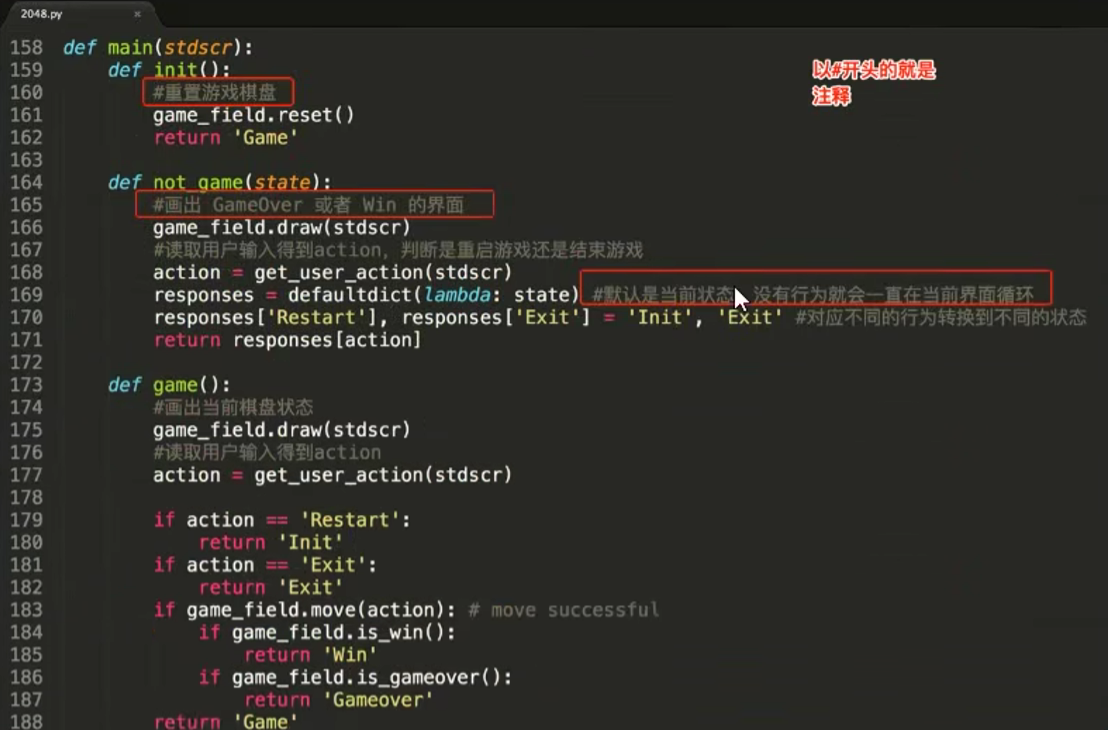 2048.py
158 def main(stdscr):
159 def init():
160 #重置游戏棋盘
161 game_field.reset()
162 return 'Game'
163
164 def not_game(state):
165 #画出 GameOver 或者 Win 的界面
166 game_field.draw(stdscr)
167 #读取用户输入得到action，判断是重启游戏还是结束游戏
168 action = get_user_action(stdscr)
169 responses = defaultdict(lambda: state) #默认是当前状态，没有行为就会一直在当前界面循环
170 responses['Restart'], responses['Exit'] = 'Init', 'Exit' #对应不同的行为转换到不同的状态
171 return responses[action]
172
173 def game():
174 #画出当前棋盘状态
175 game_field.draw(stdscr)
176 #读取用户输入得到action
177 action = get_user_action(stdscr)
178
179 if action == 'Restart':
180 return 'Init'
181 if action == 'Exit':
182 return 'Exit'
183 if game_field.move(action): # move successful
184 if game_field.is_win():
185 return 'Win'
186 if game_field.is_gameover():
187 return 'Gameover'
188 return 'Game'
以#开头的就是
注释